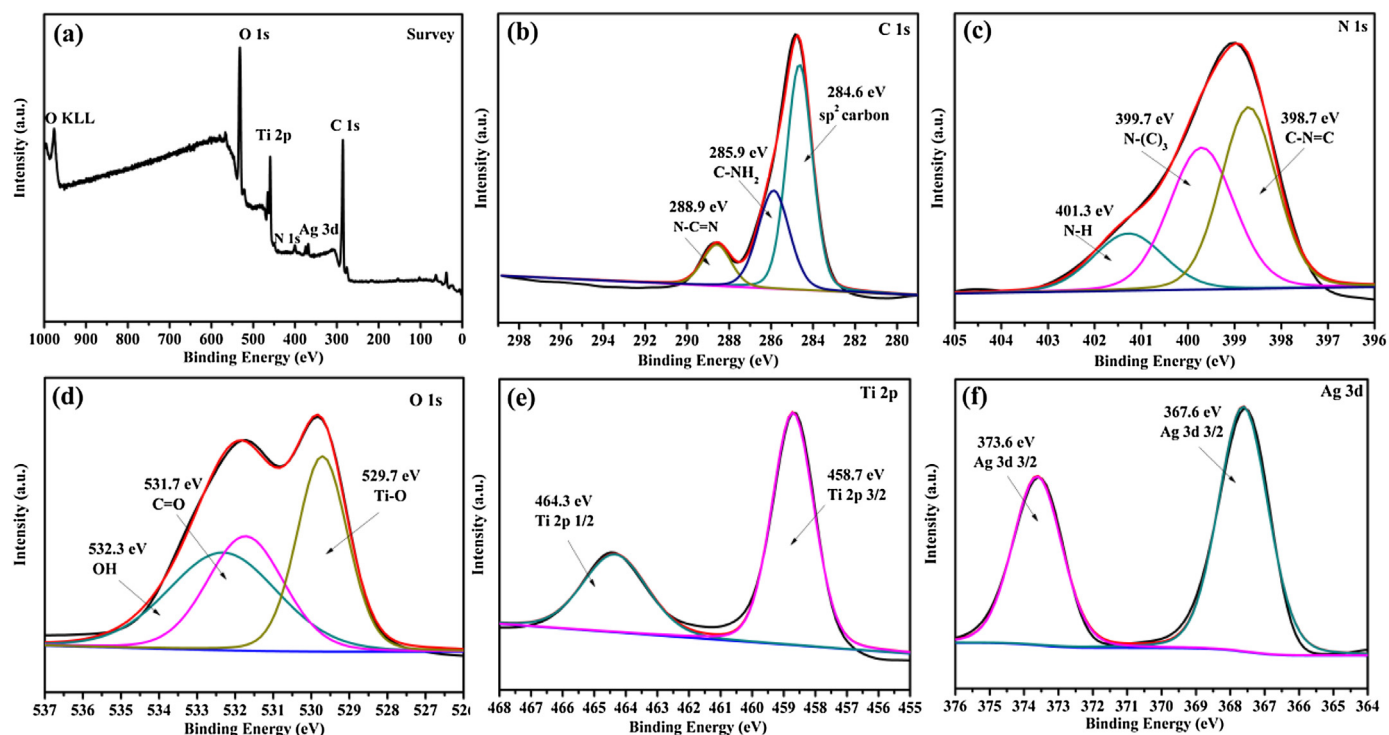 (a)
Survey
O 1s
O KLL
Ti 2p
C 1s
N 1s
Ag 3d
Intensity (a.u.)
1000 900 800 700 600 500 400 300 200 100 0
Binding Energy (eV)
(b)
C 1s
284.6 eV
sp² carbon
285.9 eV
C-NH₂
288.9 eV
N-C=N
Intensity (a.u.)
298 296 294 292 290 288 286 284 282 280
Binding Energy (eV)
(c)
N 1s
399.7 eV
N-(C)₃
398.7 eV
C-N=C
401.3 eV
N-H
Intensity (a.u.)
405 404 403 402 401 400 399 398 397 396
Binding Energy (eV)
(d)
O 1s
531.7 eV
C=O
529.7 eV
Ti-O
532.3 eV
OH
Intensity (a.u.)
537 536 535 534 533 532 531 530 529 528 527 526
Binding Energy (eV)
(e)
Ti 2p
464.3 eV
Ti 2p 1/2
458.7 eV
Ti 2p 3/2
Intensity (a.u.)
468 467 466 465 464 463 462 461 460 459 458 457 456 455
Binding Energy (eV)
(f)
Ag 3d
367.6 eV
Ag 3d 3/2
373.6 eV
Ag 3d 3/2
Intensity (a.u.)
376 375 374 373 372 371 370 369 368 367 366 365 364
Binding Energy (eV)